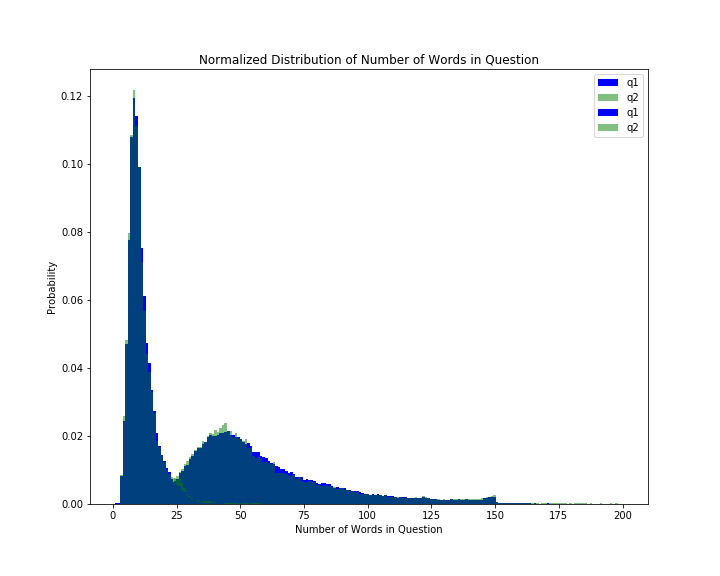 Normalized Distribution of Number of Words in Question
q1
q2
q1
q2
0.12
0.10
0.08
0.06
0.04
0.02
0.00
Probability
0 25 50 75 100 125 150 175 200
Number of Words in Question